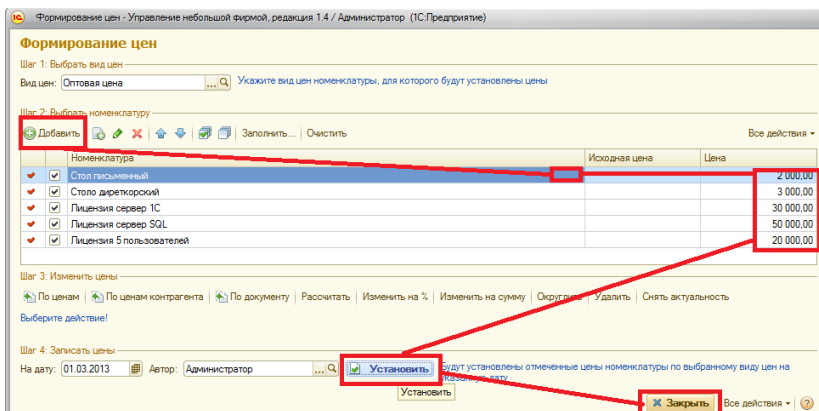 Формирование цен - Управление небольшой фирмой, редакция 1.4 / Администратор (1С:Предприятие)
Формирование цен
Шаг 1: Выбрать вид цен
Вид цен: Оптовая цена ... Укажите вид цен номенклатуры, для которого будут установлены цены
Шаг 2: Выбрать номенклатуру
Добавить Заполнить... Очистить Все действия
Номенклатура Исходная цена Цена
Стол письменный 2 000,00
Столо диреткорский 3 000,00
Лицензия сервер 1С 30 000,00
Лицензия сервер SQL 50 000,00
Лицензия 5 пользователей 20 000,00
Шаг 3: Изменить цены
По ценам По ценам контрагента По документу Рассчитать Изменить на % Изменить на сумму Округлить Удалить Снять актуальность
Выберите действие!
Шаг 4: Записать цены
На дату: 01.03.2013 Автор: Администратор ... Установить Будут установлены отмеченные цены номенклатуры по выбранному виду цен на
указанную дату
Установить
Закрыть Все действия ?